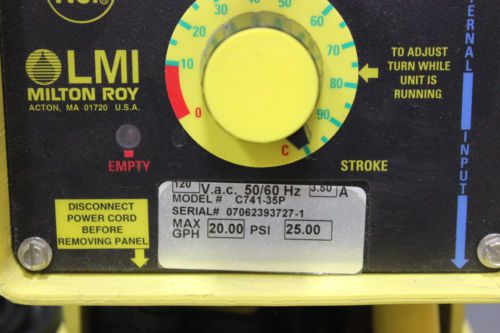 NSF®
LMI
MILTON ROY
ACTON, MA 01720 U.S.A.
EMPTY
0
10
20
30
40
50
60
70
80
90
C
STROKE
TO ADJUST
TURN WHILE
UNIT IS
RUNNING.
INPUT
DISCONNECT
POWER CORD
BEFORE
REMOVING PANEL
120 V.a.c. 50/60 Hz 3.50 A
MODEL # C741-35P
SERIAL# 07062393727-1
MAX
GPH 20.00 PSI 25.00